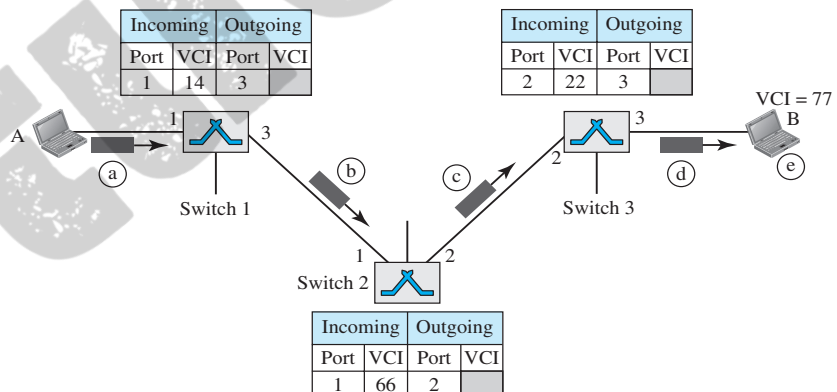 Incoming Outgoing
Port VCI Port VCI
1 14 3
Incoming Outgoing
Port VCI Port VCI
2 22 3
VCI = 77
A
1
3
3
B
2
a
b
c
d
e
Switch 1
Switch 3
1
2
Switch 2
Incoming Outgoing
Port VCI Port VCI
1 66 2